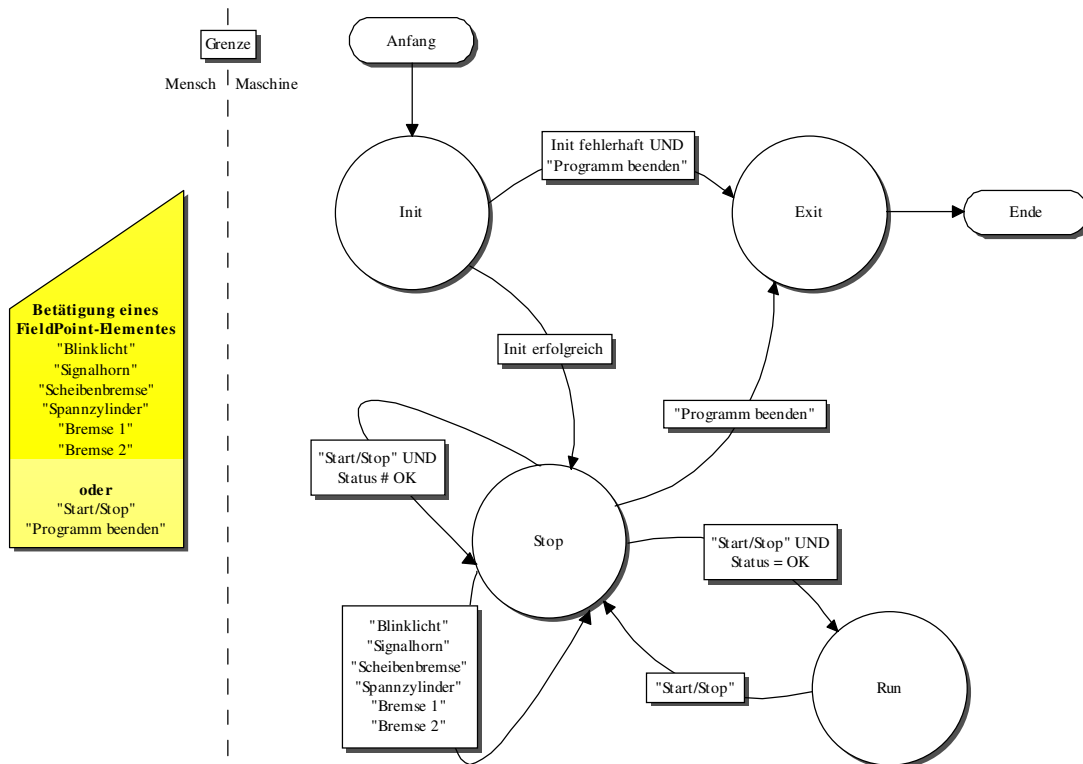 Grenze
Mensch
Maschine
Betätigung eines
FieldPoint-Elementes
"Blinklicht"
"Signalhorn"
"Scheibenbremse"
"Spannzylinder"
"Bremse 1"
"Bremse 2"
oder
"Start/Stop"
"Programm beenden"
Anfang
Init
Init fehlerhaft UND
"Programm beenden"
Exit
Ende
Init erfolgreich
"Programm beenden"
"Start/Stop" UND
Status # OK
Stop
"Start/Stop" UND
Status = OK
"Blinklicht"
"Signalhorn"
"Scheibenbremse"
"Spannzylinder"
"Bremse 1"
"Bremse 2"
"Start/Stop"
Run